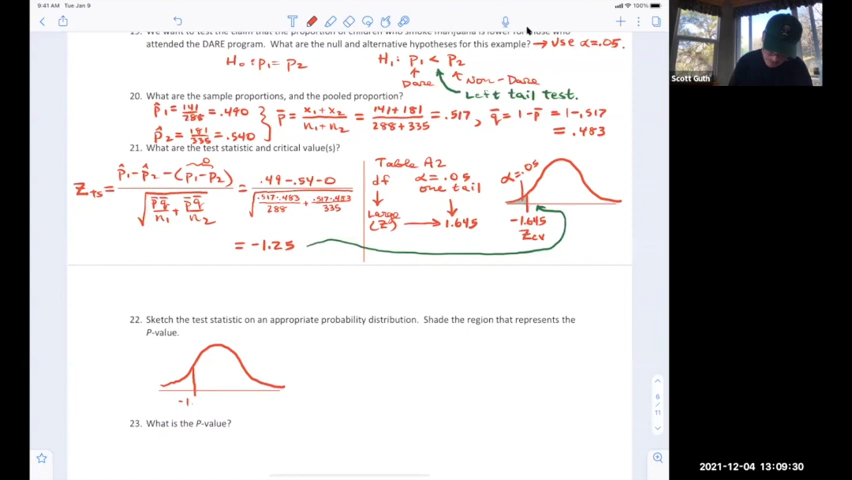 9:41 AM Tue Jan 9
100%
19. We want to test the claim that the proportion of children who smoke marijuana is lower for those who
attended the DARE program. What are the null and alternative hypotheses for this example? → Use α=.05.
H₀ : p₁ = p₂
H₁ : p₁ < p₂
Dare
Non-Dare
Left tail test.
20. What are the sample proportions, and the pooled proportion?
p̂₁ = 141/288 = .490
p̂₂ = 181/335 = .540
p̄ = (x₁+x₂)/(n₁+n₂) = (141+181)/(288+335) = .517, q̄ = 1-p̄ = 1-.517
= .483
21. What are the test statistic and critical value(s)?
Z_TS = (p̂₁-p̂₂-(p₁-p₂))/√(p̄q̄/n₁ + p̄q̄/n₂) = (.49-.54-0)/√(.517·.483/288 + .517·.483/335)
0
= -1.25
Table A2
df α=.05
one tail
Large
(Z) → 1.645
α=.05
-1.645
Z_CV
22. Sketch the test statistic on an appropriate probability distribution. Shade the region that represents the
P-value.
-1.
23. What is the P-value?
6
11
Scott Guth
2021-12-04 13:09:30